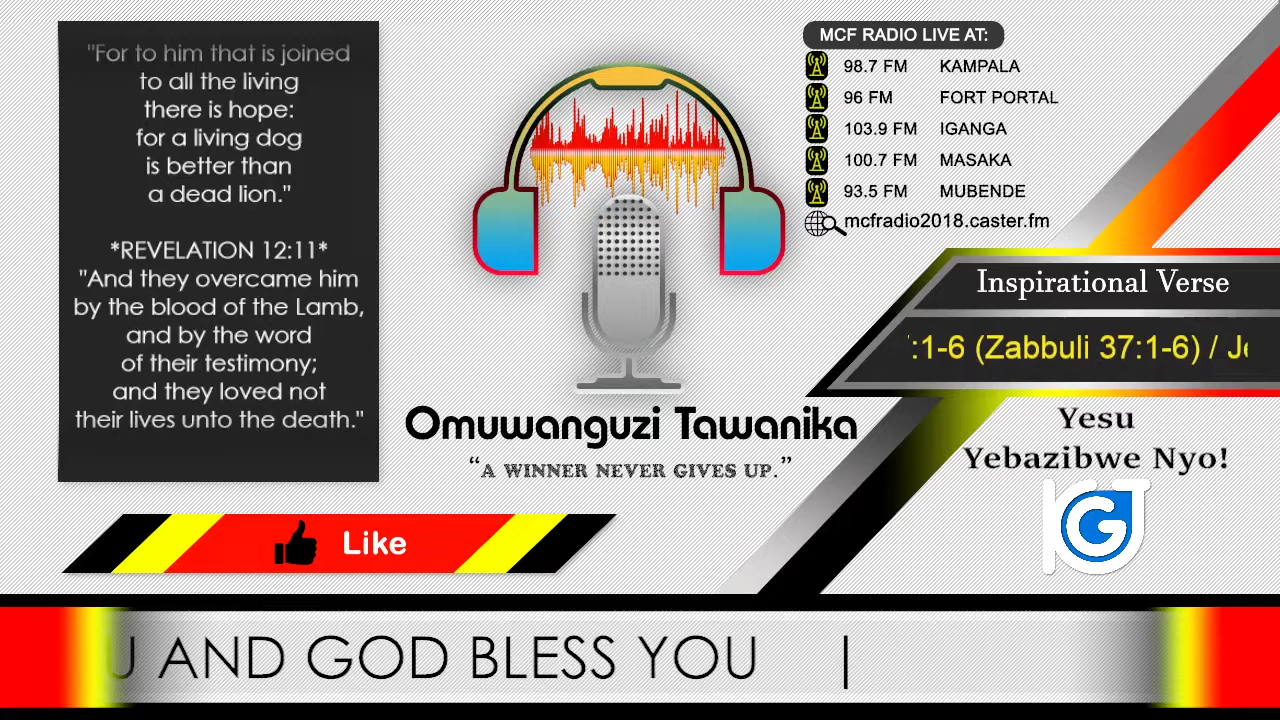 "For to him that is joined
to all the living
there is hope:
for a living dog
is better than
a dead lion."
*REVELATION 12:11*
"And they overcame him
by the blood of the Lamb,
and by the word
of their testimony;
and they loved not
their lives unto the death."
Omuwanguzi Tawanika
“A WINNER NEVER GIVES UP.”
MCF RADIO LIVE AT:
98.7 FM KAMPALA
96 FM FORT PORTAL
103.9 FM IGANGA
100.7 FM MASAKA
93.5 FM MUBENDE
mcfradio2018.caster.fm
Inspirational Verse
:1-6 (Zabbuli 37:1-6) /
Yesu
Yebazibwe Nyo!
KGT
Like
U AND GOD BLESS YOU |